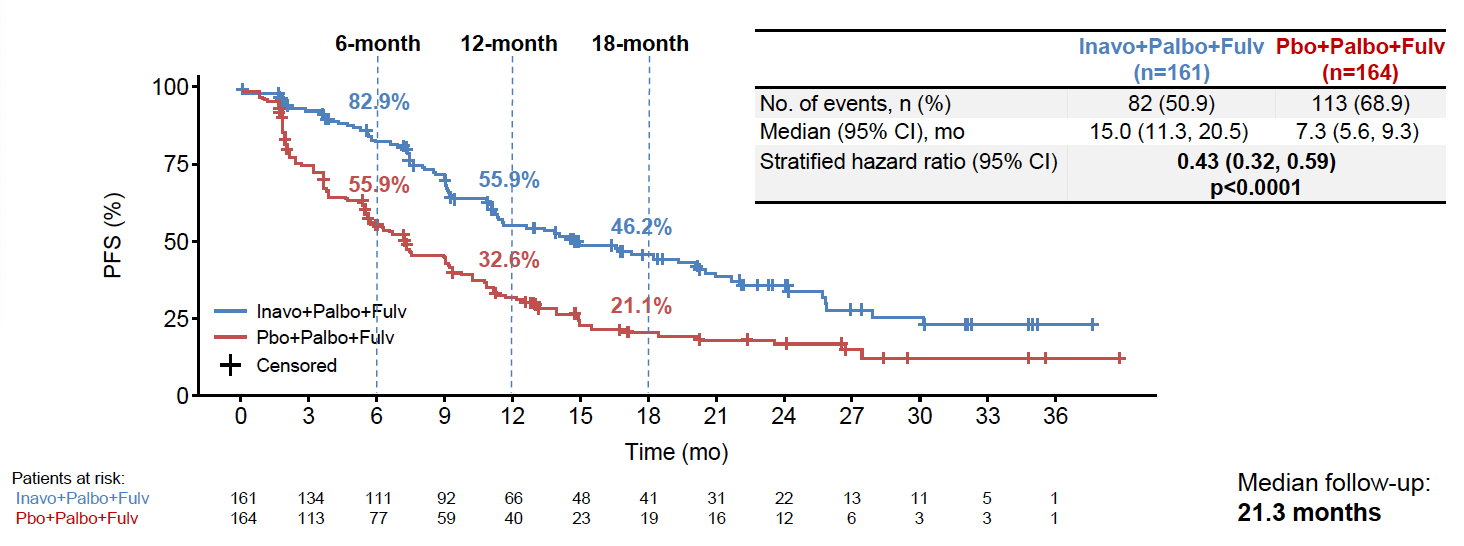 6-month 12-month 18-month
Inavo+Palbo+Fulv Pbo+Palbo+Fulv
(n=161) (n=164)
No. of events, n (%) 82 (50.9) 113 (68.9)
Median (95% CI), mo 15.0 (11.3, 20.5) 7.3 (5.6, 9.3)
Stratified hazard ratio (95% CI) 0.43 (0.32, 0.59)
p<0.0001
PFS (%)
100
75
50
25
0
82.9%
55.9% 55.9%
46.2%
32.6%
21.1%
Inavo+Palbo+Fulv
Pbo+Palbo+Fulv
Censored
0 3 6 9 12 15 18 21 24 27 30 33 36
Time (mo)
Patients at risk:
Inavo+Palbo+Fulv 161 134 111 92 66 48 41 31 22 13 11 5 1
Pbo+Palbo+Fulv 164 113 77 59 40 23 19 16 12 6 3 3 1
Median follow-up:
21.3 months